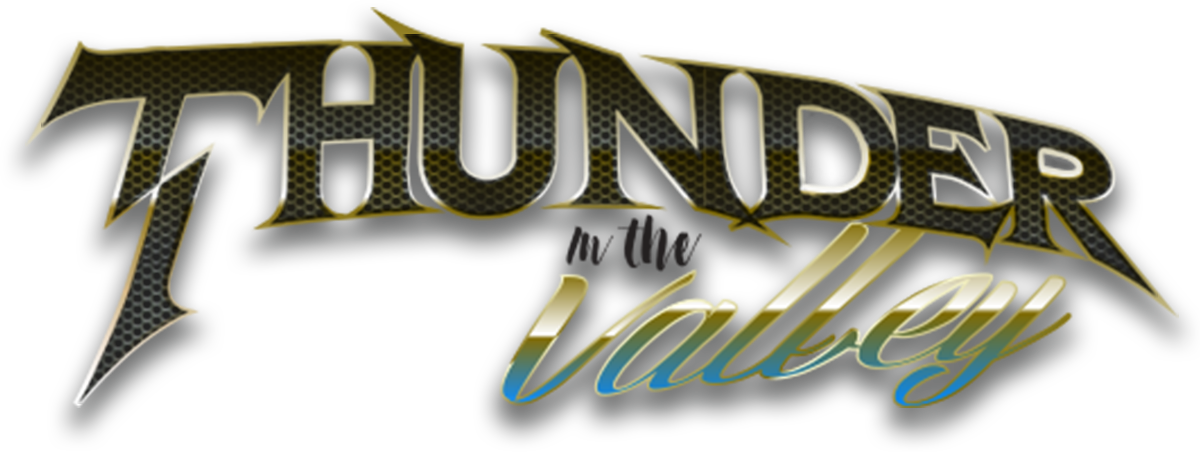 THUNDER
in the
Valley